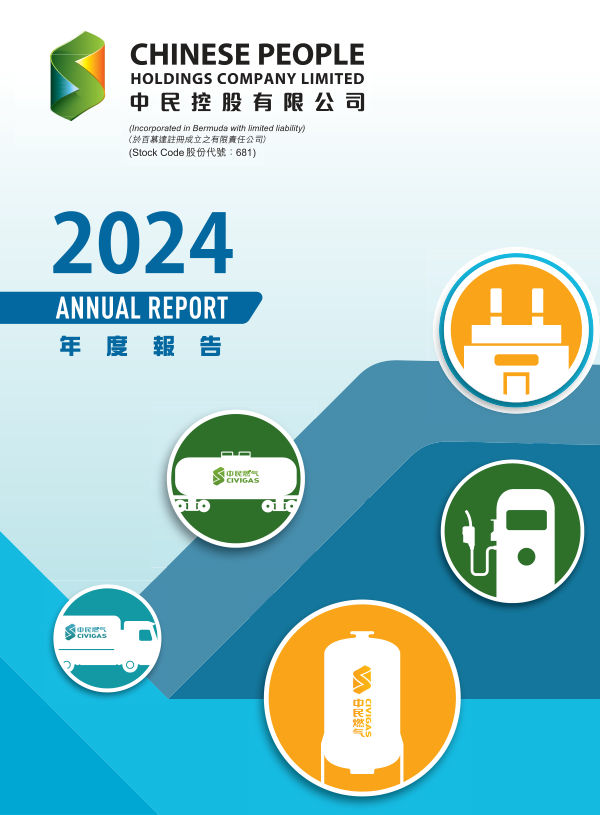 CHINESE PEOPLE
HOLDINGS COMPANY LIMITED
中民控股有限公司
(Incorporated in Bermuda with limited liability)
(於百慕達註冊成立之有限責任公司)
(Stock Code 股份代號：681)
2024
ANNUAL REPORT
年度報告
中民燃气
CIVIGAS
中民燃气
CIVIGAS
中民燃气
CIVIGAS